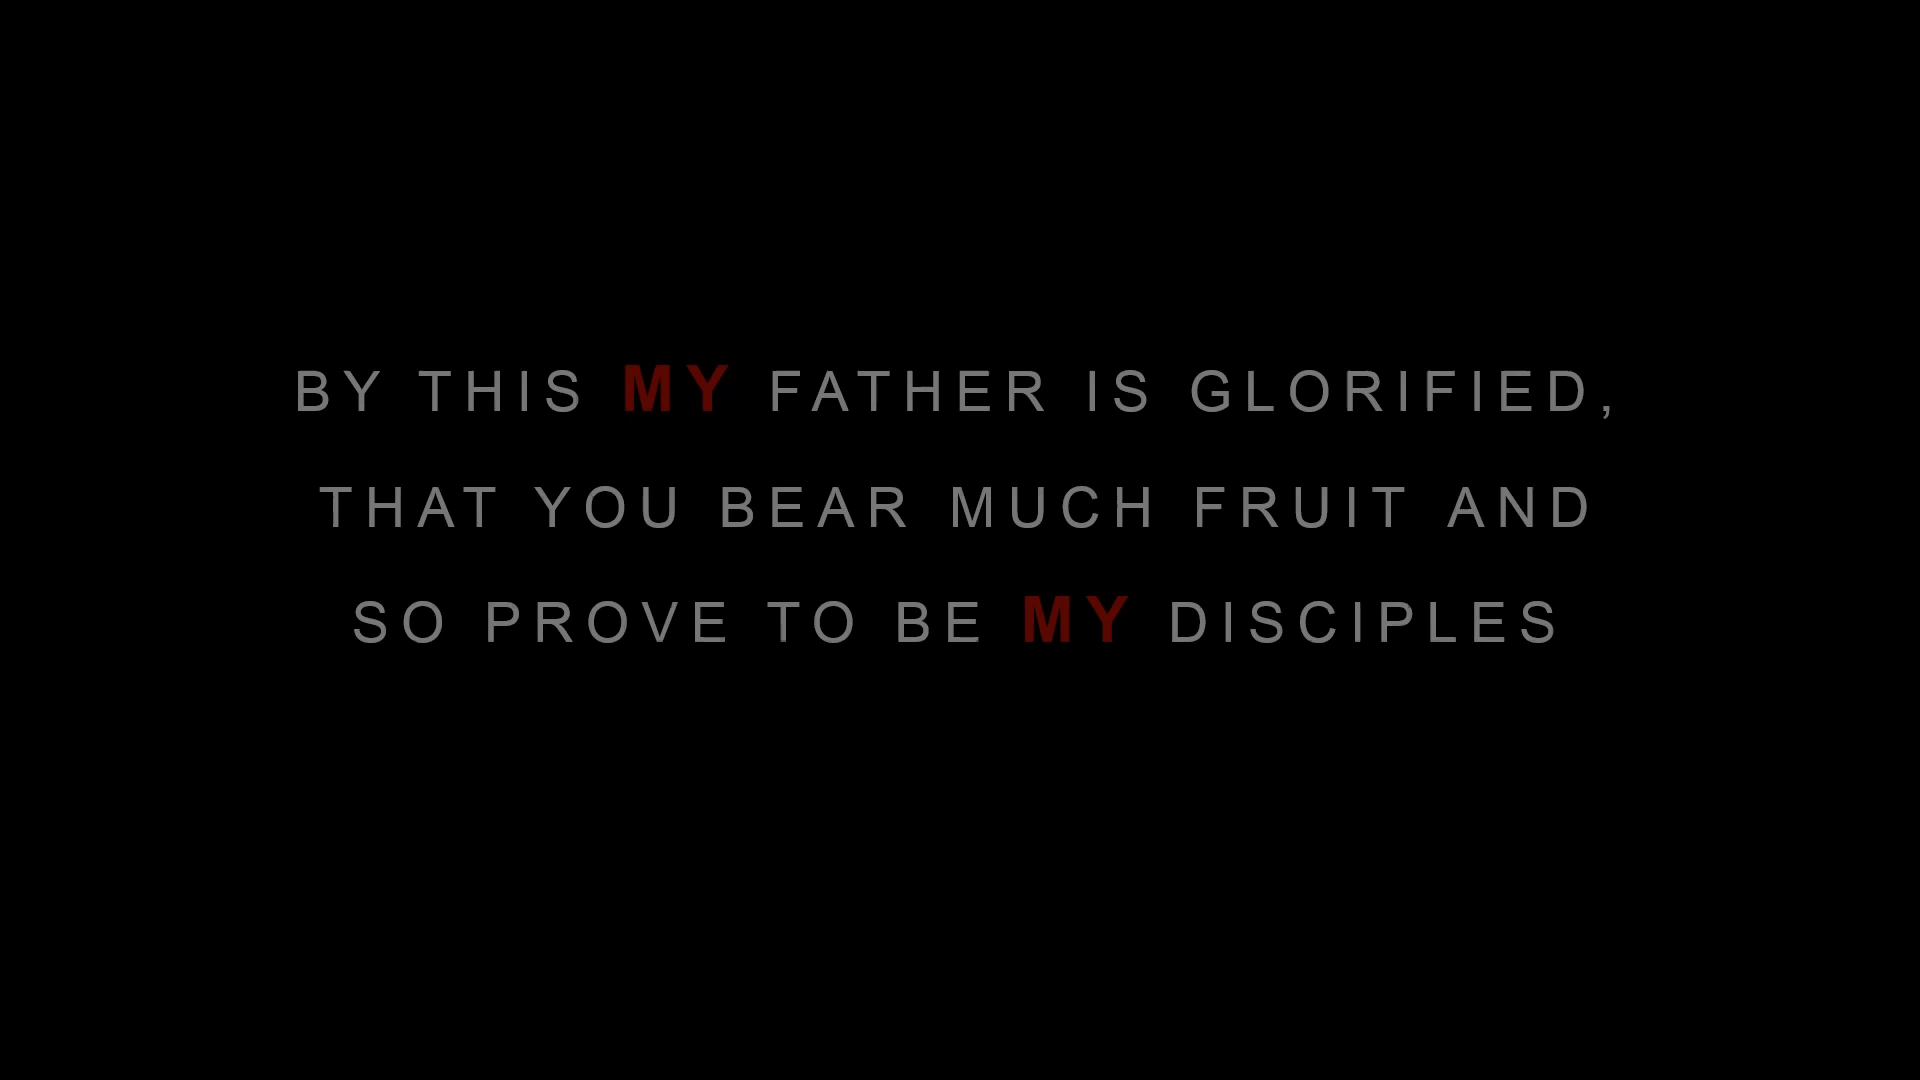 BY THIS MY FATHER IS GLORIFIED,
THAT YOU BEAR MUCH FRUIT AND
SO PROVE TO BE MY DISCIPLES